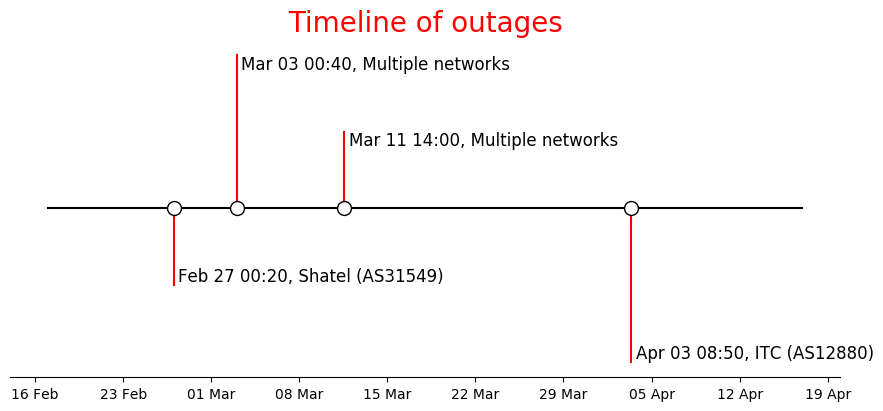 Timeline of outages
Mar 03 00:40, Multiple networks
Mar 11 14:00, Multiple networks
Feb 27 00:20, Shatel (AS31549)
Apr 03 08:50, ITC (AS12880)
16 Feb 23 Feb 01 Mar 08 Mar 15 Mar 22 Mar 29 Mar 05 Apr 12 Apr 19 Apr